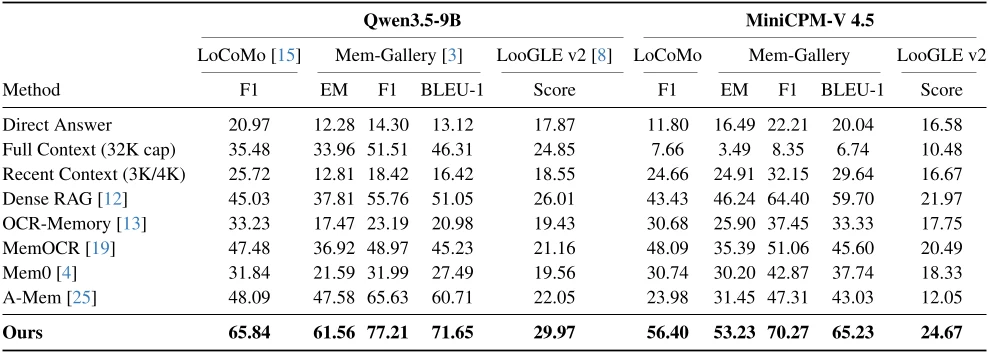 Qwen3.5-9B MiniCPM-V 4.5
LoCoMo [15] Mem-Gallery [3] LooGLE v2 [8] LoCoMo Mem-Gallery LooGLE v2
Method F1 EM F1 BLEU-1 Score F1 EM F1 BLEU-1 Score
Direct Answer 20.97 12.28 14.30 13.12 17.87 11.80 16.49 22.21 20.04 16.58
Full Context (32K cap) 35.48 33.96 51.51 46.31 24.85 7.66 3.49 8.35 6.74 10.48
Recent Context (3K/4K) 25.72 12.81 18.42 16.42 18.55 24.66 24.91 32.15 29.64 16.67
Dense RAG [12] 45.03 37.81 55.76 51.05 26.01 43.43 46.24 64.40 59.70 21.97
OCR-Memory [13] 33.23 17.47 23.19 20.98 19.43 30.68 25.90 37.45 33.33 17.75
MemOCR [19] 47.48 36.92 48.97 45.23 21.16 48.09 35.39 51.06 45.60 20.49
Mem0 [4] 31.84 21.59 31.99 27.49 19.56 30.74 30.20 42.87 37.74 18.33
A-Mem [25] 48.09 47.58 65.63 60.71 22.05 23.98 31.45 47.31 43.03 12.05
Ours 65.84 61.56 77.21 71.65 29.97 56.40 53.23 70.27 65.23 24.67